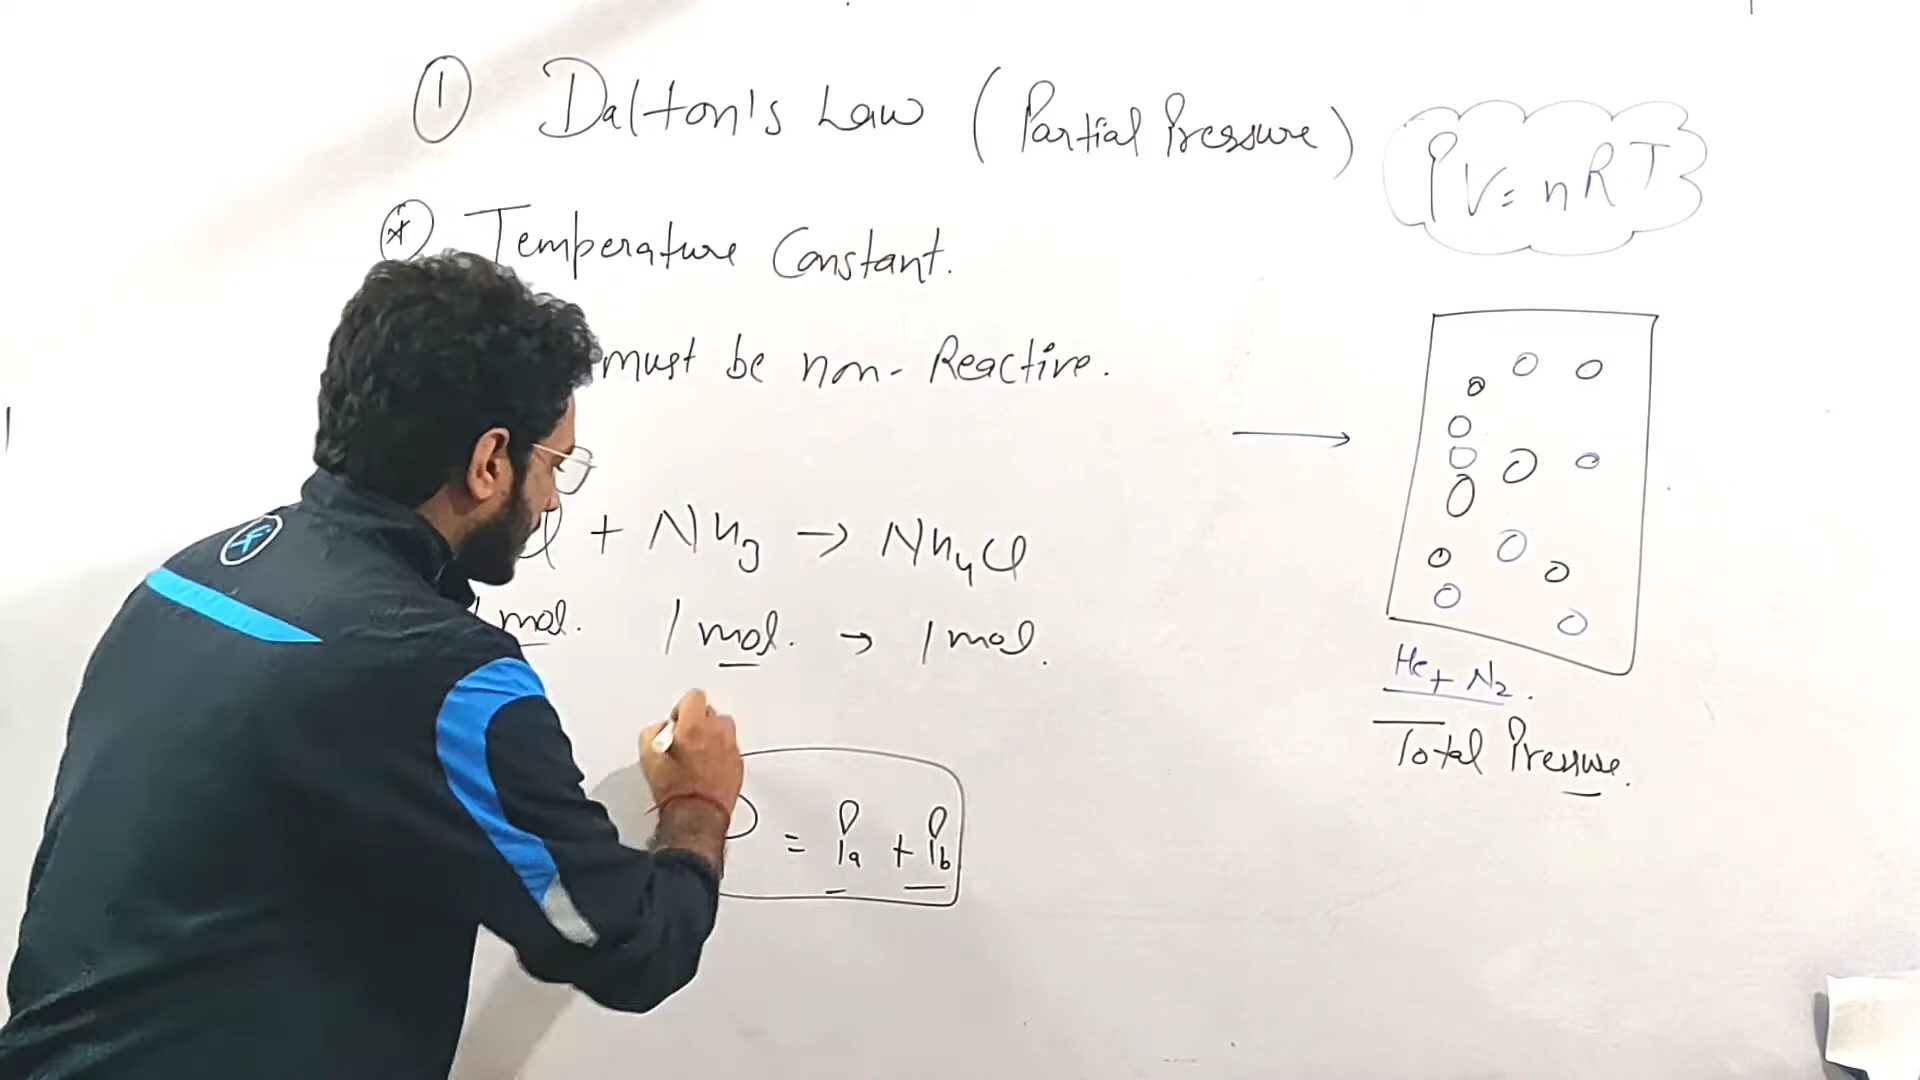 ① Dalton's Law (Partial Pressure)
PV = nRT
Temperature Constant.
must be non-Reactive.
+ NH₃ → NH₄Cl
mol. 1 mol. → 1 mol.
= Pa + Pb
He + N₂.
Total Pressure.